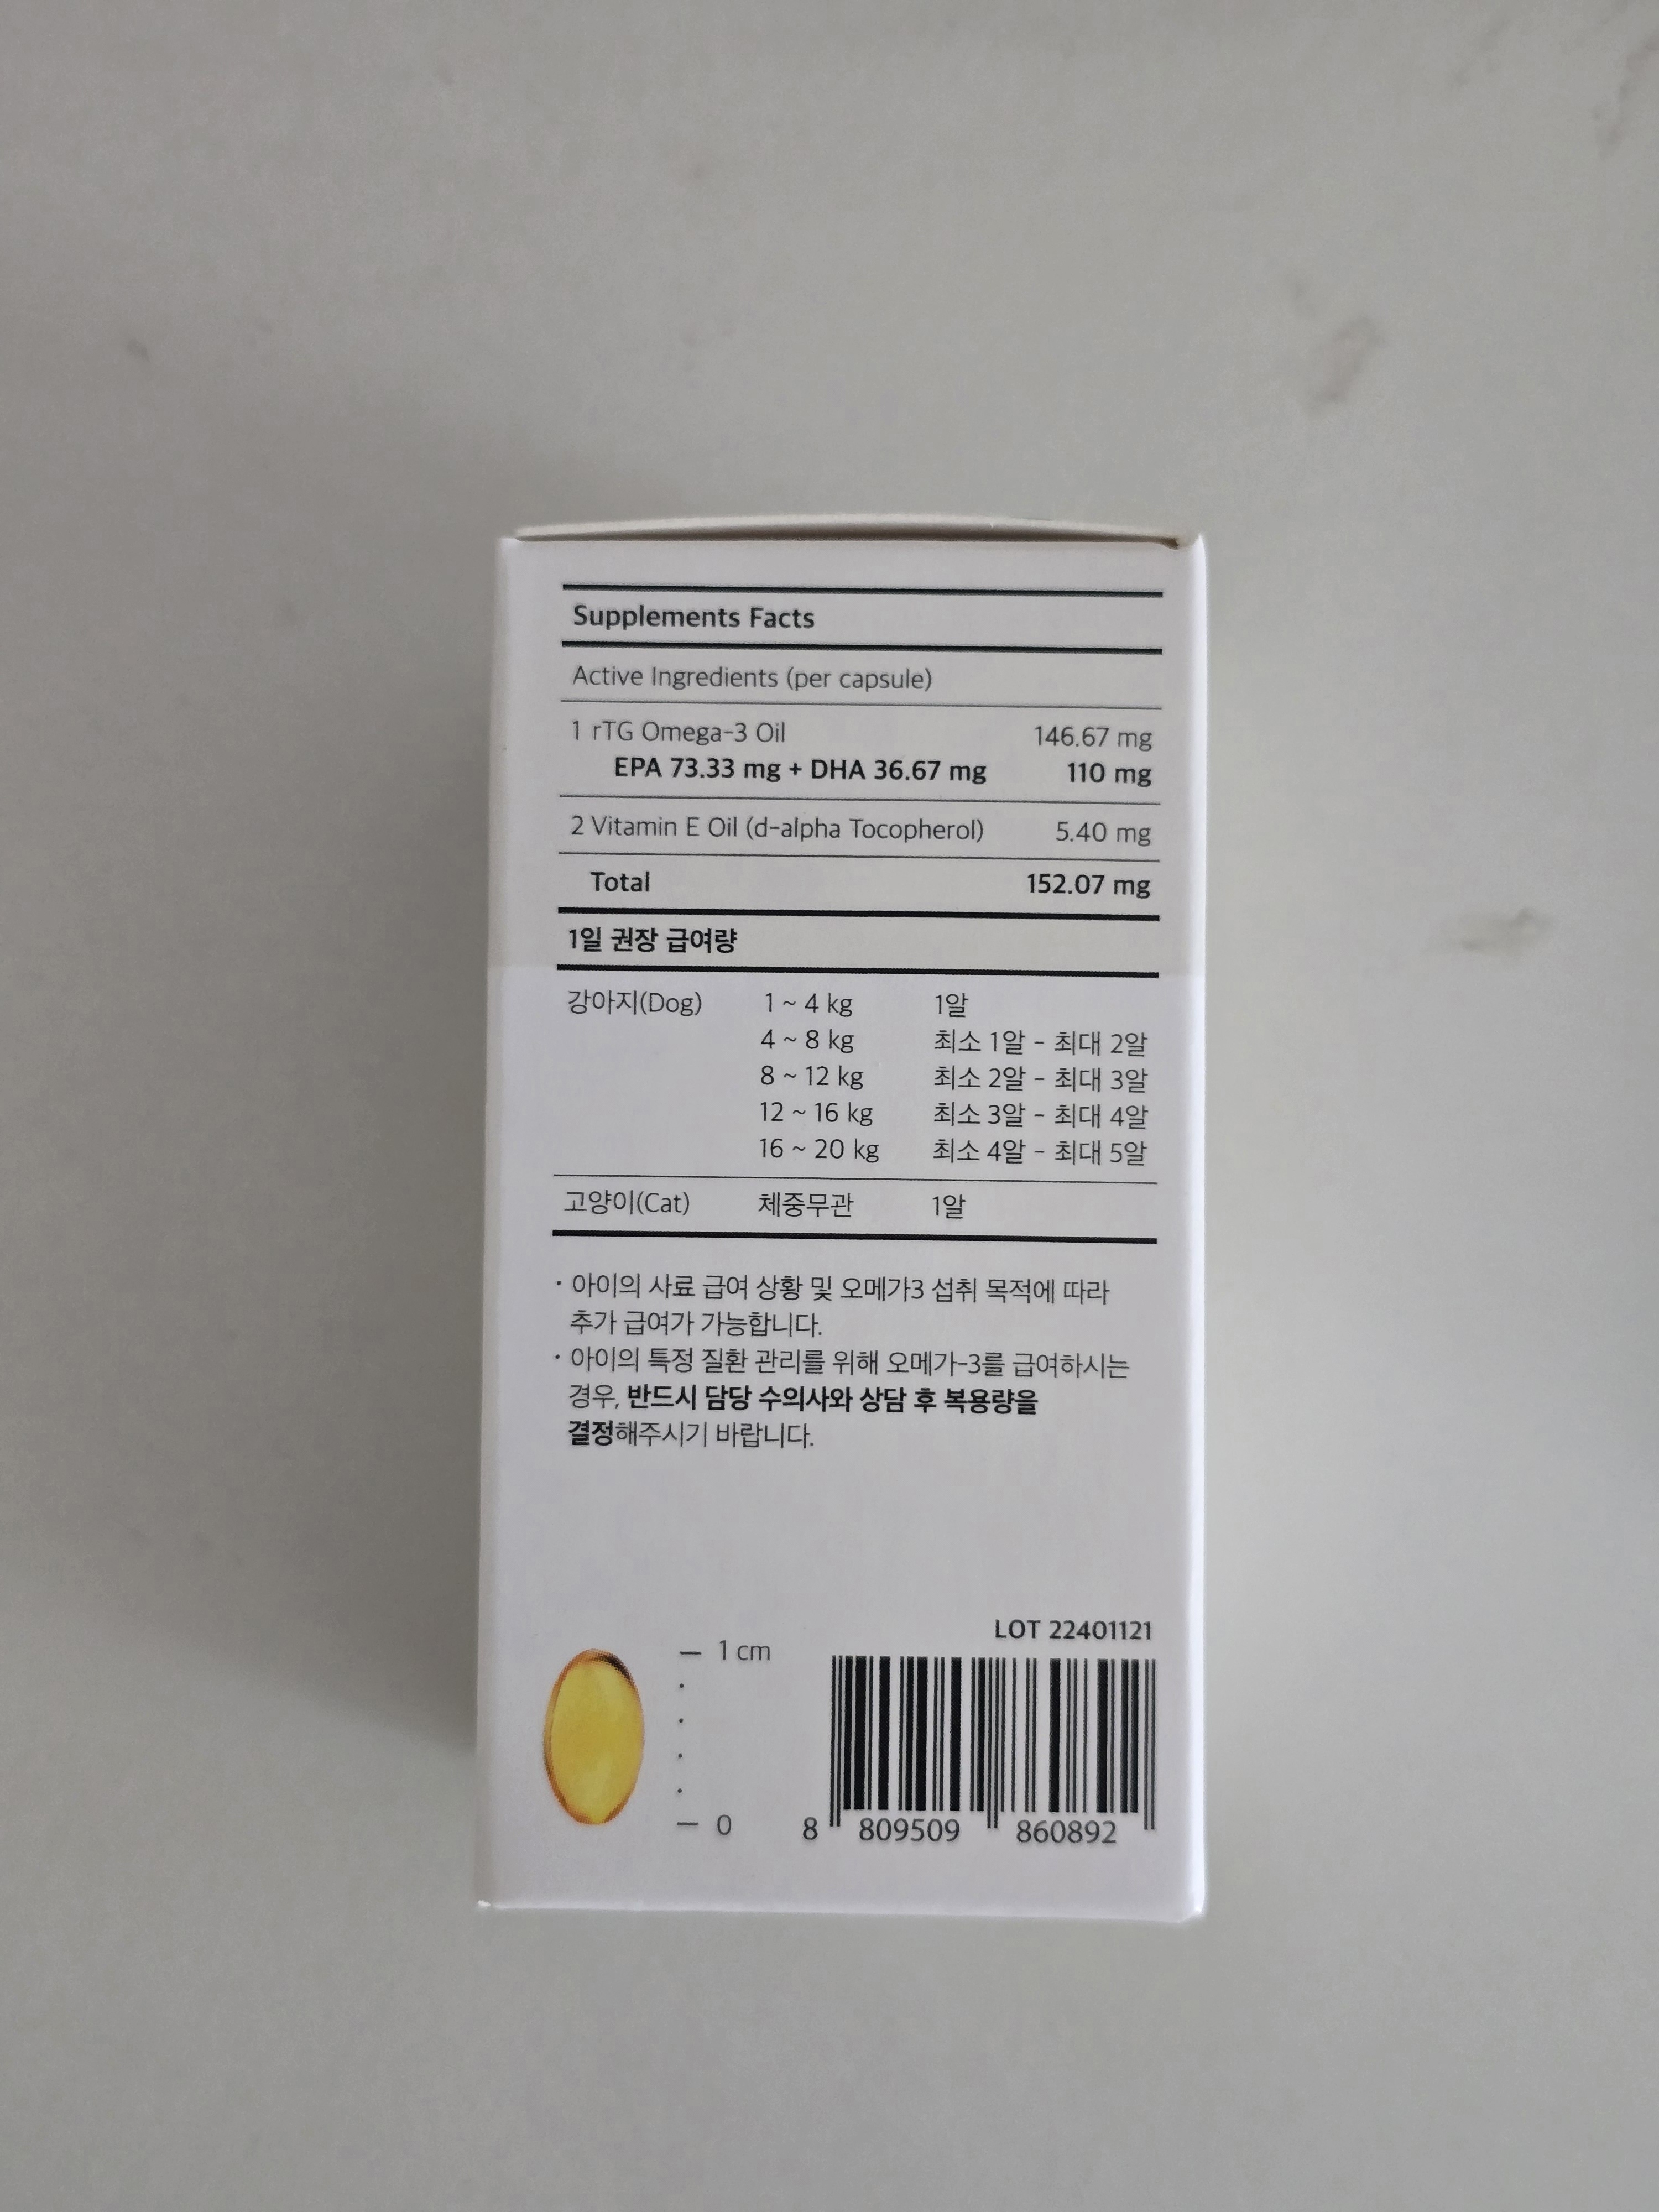 Supplements Facts
Active Ingredients (per capsule)
1 rTG Omega-3 Oil 146.67 mg
EPA 73.33 mg + DHA 36.67 mg 110 mg
2 Vitamin E Oil (d-alpha Tocopherol) 5.40 mg
Total 152.07 mg
1일 권장 급여량
강아지(Dog) 1 ~ 4 kg 1알
4 ~ 8 kg 최소 1알 - 최대 2알
8 ~ 12 kg 최소 2알 - 최대 3알
12 ~ 16 kg 최소 3알 - 최대 4알
16 ~ 20 kg 최소 4알 - 최대 5알
고양이(Cat) 체중무관 1알
· 아이의 사료 급여 상황 및 오메가3 섭취 목적에 따라
추가 급여가 가능합니다.
· 아이의 특정 질환 관리를 위해 오메가-3를 급여하시는
경우, 반드시 담당 수의사와 상담 후 복용량을
결정해주시기 바랍니다.
LOT 22401121
1 cm
0
8 809509 860892